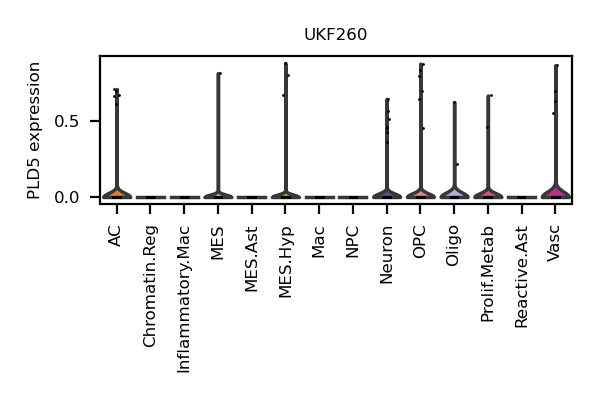 UKF260
PLD5 expression
0.5
0.0
AC
Chromatin.Reg
Inflammatory.Mac
MES
MES.Ast
MES.Hyp
Mac
NPC
Neuron
OPC
Oligo
Prolif.Metab
Reactive.Ast
Vasc